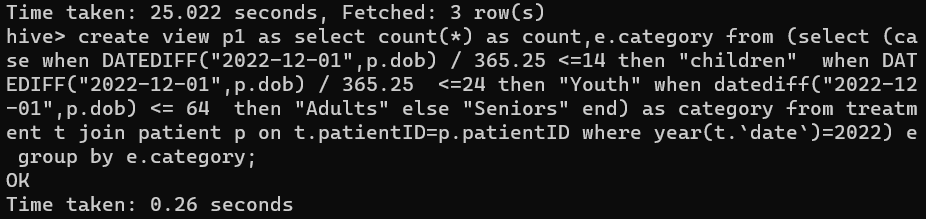 Time taken: 25.022 seconds, Fetched: 3 row(s)
hive> create view p1 as select count(*) as count,e.category from (select (ca
se when DATEDIFF("2022-12-01",p.dob) / 365.25 <=14 then "children"  when DAT
EDIFF("2022-12-01",p.dob) / 365.25  <=24 then "Youth" when datediff("2022-12
-01",p.dob) <= 64  then "Adults" else "Seniors" end) as category from treatm
ent t join patient p on t.patientID=p.patientID where year(t.`date`)=2022) e
 group by e.category;
OK
Time taken: 0.26 seconds